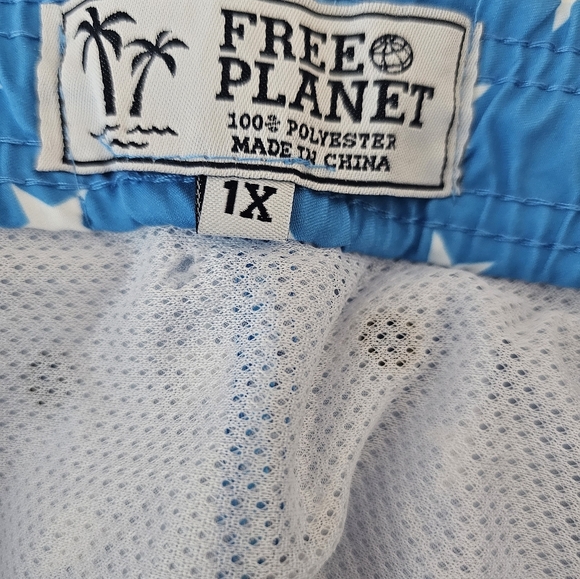 FREE
PLANET
100% POLYESTER
MADE IN CHINA
1X